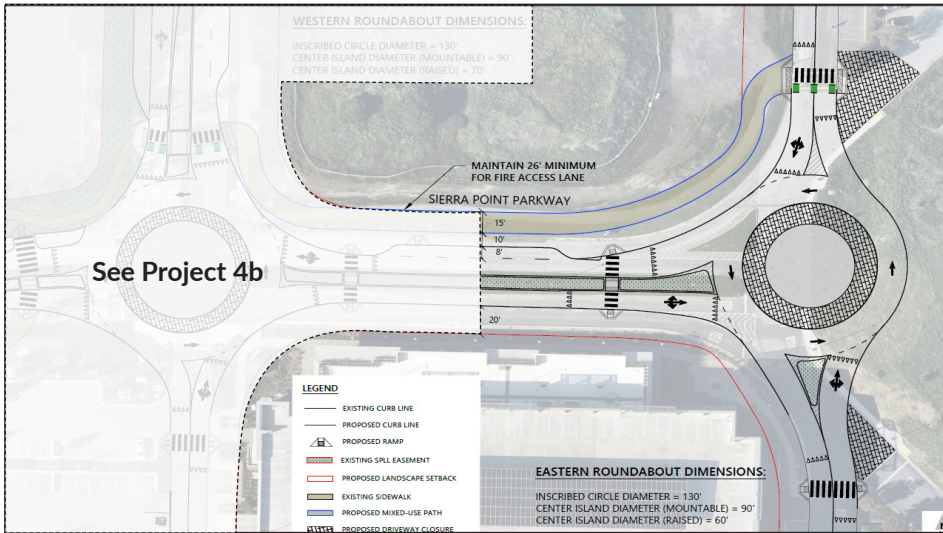 WESTERN ROUNDABOUT DIMENSIONS:
INSCRIBED CIRCLE DIAMETER = 130'
CENTER ISLAND DIAMETER (MOUNTABLE) = 90'
CENTER ISLAND DIAMETER (RAISED) = 70'
MAINTAIN 26' MINIMUM
FOR FIRE ACCESS LANE
SIERRA POINT PARKWAY
15'
10'
8'
See Project 4b
20'
LEGEND
EXISTING CURB LINE
PROPOSED CURB LINE
PROPOSED RAMP
EXISTING SPLL EASEMENT
PROPOSED LANDSCAPE SETBACK
EXISTING SIDEWALK
PROPOSED MIXED-USE PATH
PROPOSED DRIVEWAY CLOSURE
EASTERN ROUNDABOUT DIMENSIONS:
INSCRIBED CIRCLE DIAMETER = 130'
CENTER ISLAND DIAMETER (MOUNTABLE) = 90'
CENTER ISLAND DIAMETER (RAISED) = 60'